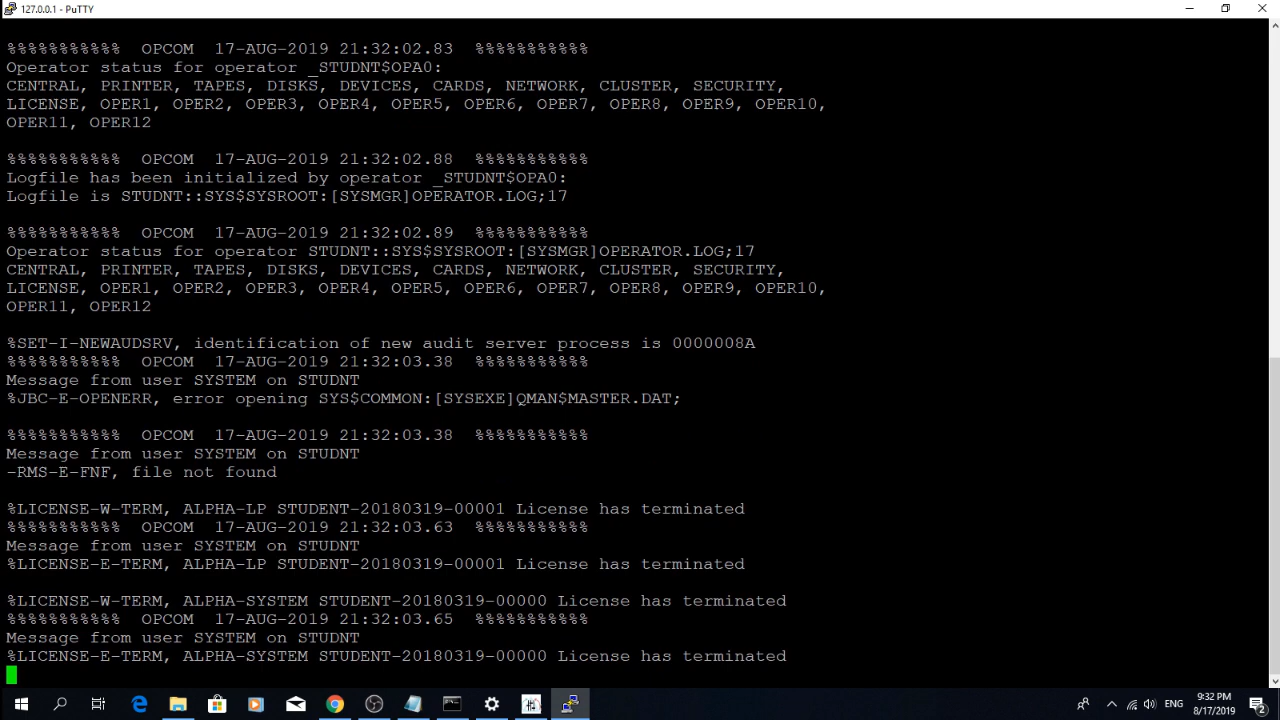 127.0.0.1 - PuTTY
%%%%%%%%%%%  OPCOM  17-AUG-2019 21:32:02.83  %%%%%%%%%%%
Operator status for operator _STUDNT$OPA0:
CENTRAL, PRINTER, TAPES, DISKS, DEVICES, CARDS, NETWORK, CLUSTER, SECURITY,
LICENSE, OPER1, OPER2, OPER3, OPER4, OPER5, OPER6, OPER7, OPER8, OPER9, OPER10,
OPER11, OPER12
%%%%%%%%%%%  OPCOM  17-AUG-2019 21:32:02.88  %%%%%%%%%%%
Logfile has been initialized by operator _STUDNT$OPA0:
Logfile is STUDNT::SYS$SYSROOT:[SYSMGR]OPERATOR.LOG;17
%%%%%%%%%%%  OPCOM  17-AUG-2019 21:32:02.89  %%%%%%%%%%%
Operator status for operator STUDNT::SYS$SYSROOT:[SYSMGR]OPERATOR.LOG;17
CENTRAL, PRINTER, TAPES, DISKS, DEVICES, CARDS, NETWORK, CLUSTER, SECURITY,
LICENSE, OPER1, OPER2, OPER3, OPER4, OPER5, OPER6, OPER7, OPER8, OPER9, OPER10,
OPER11, OPER12
%SET-I-NEWAUDSRV, identification of new audit server process is 0000008A
%%%%%%%%%%%  OPCOM  17-AUG-2019 21:32:03.38  %%%%%%%%%%%
Message from user SYSTEM on STUDNT
%JBC-E-OPENERR, error opening SYS$COMMON:[SYSEXE]QMAN$MASTER.DAT;
%%%%%%%%%%%  OPCOM  17-AUG-2019 21:32:03.38  %%%%%%%%%%%
Message from user SYSTEM on STUDNT
-RMS-E-FNF, file not found
%LICENSE-W-TERM, ALPHA-LP STUDENT-20180319-00001 License has terminated
%%%%%%%%%%%  OPCOM  17-AUG-2019 21:32:03.63  %%%%%%%%%%%
Message from user SYSTEM on STUDNT
%LICENSE-E-TERM, ALPHA-LP STUDENT-20180319-00001 License has terminated
%LICENSE-W-TERM, ALPHA-SYSTEM STUDENT-20180319-00000 License has terminated
%%%%%%%%%%%  OPCOM  17-AUG-2019 21:32:03.65  %%%%%%%%%%%
Message from user SYSTEM on STUDNT
%LICENSE-E-TERM, ALPHA-SYSTEM STUDENT-20180319-00000 License has terminated
ENG
9:32 PM
8/17/2019
2